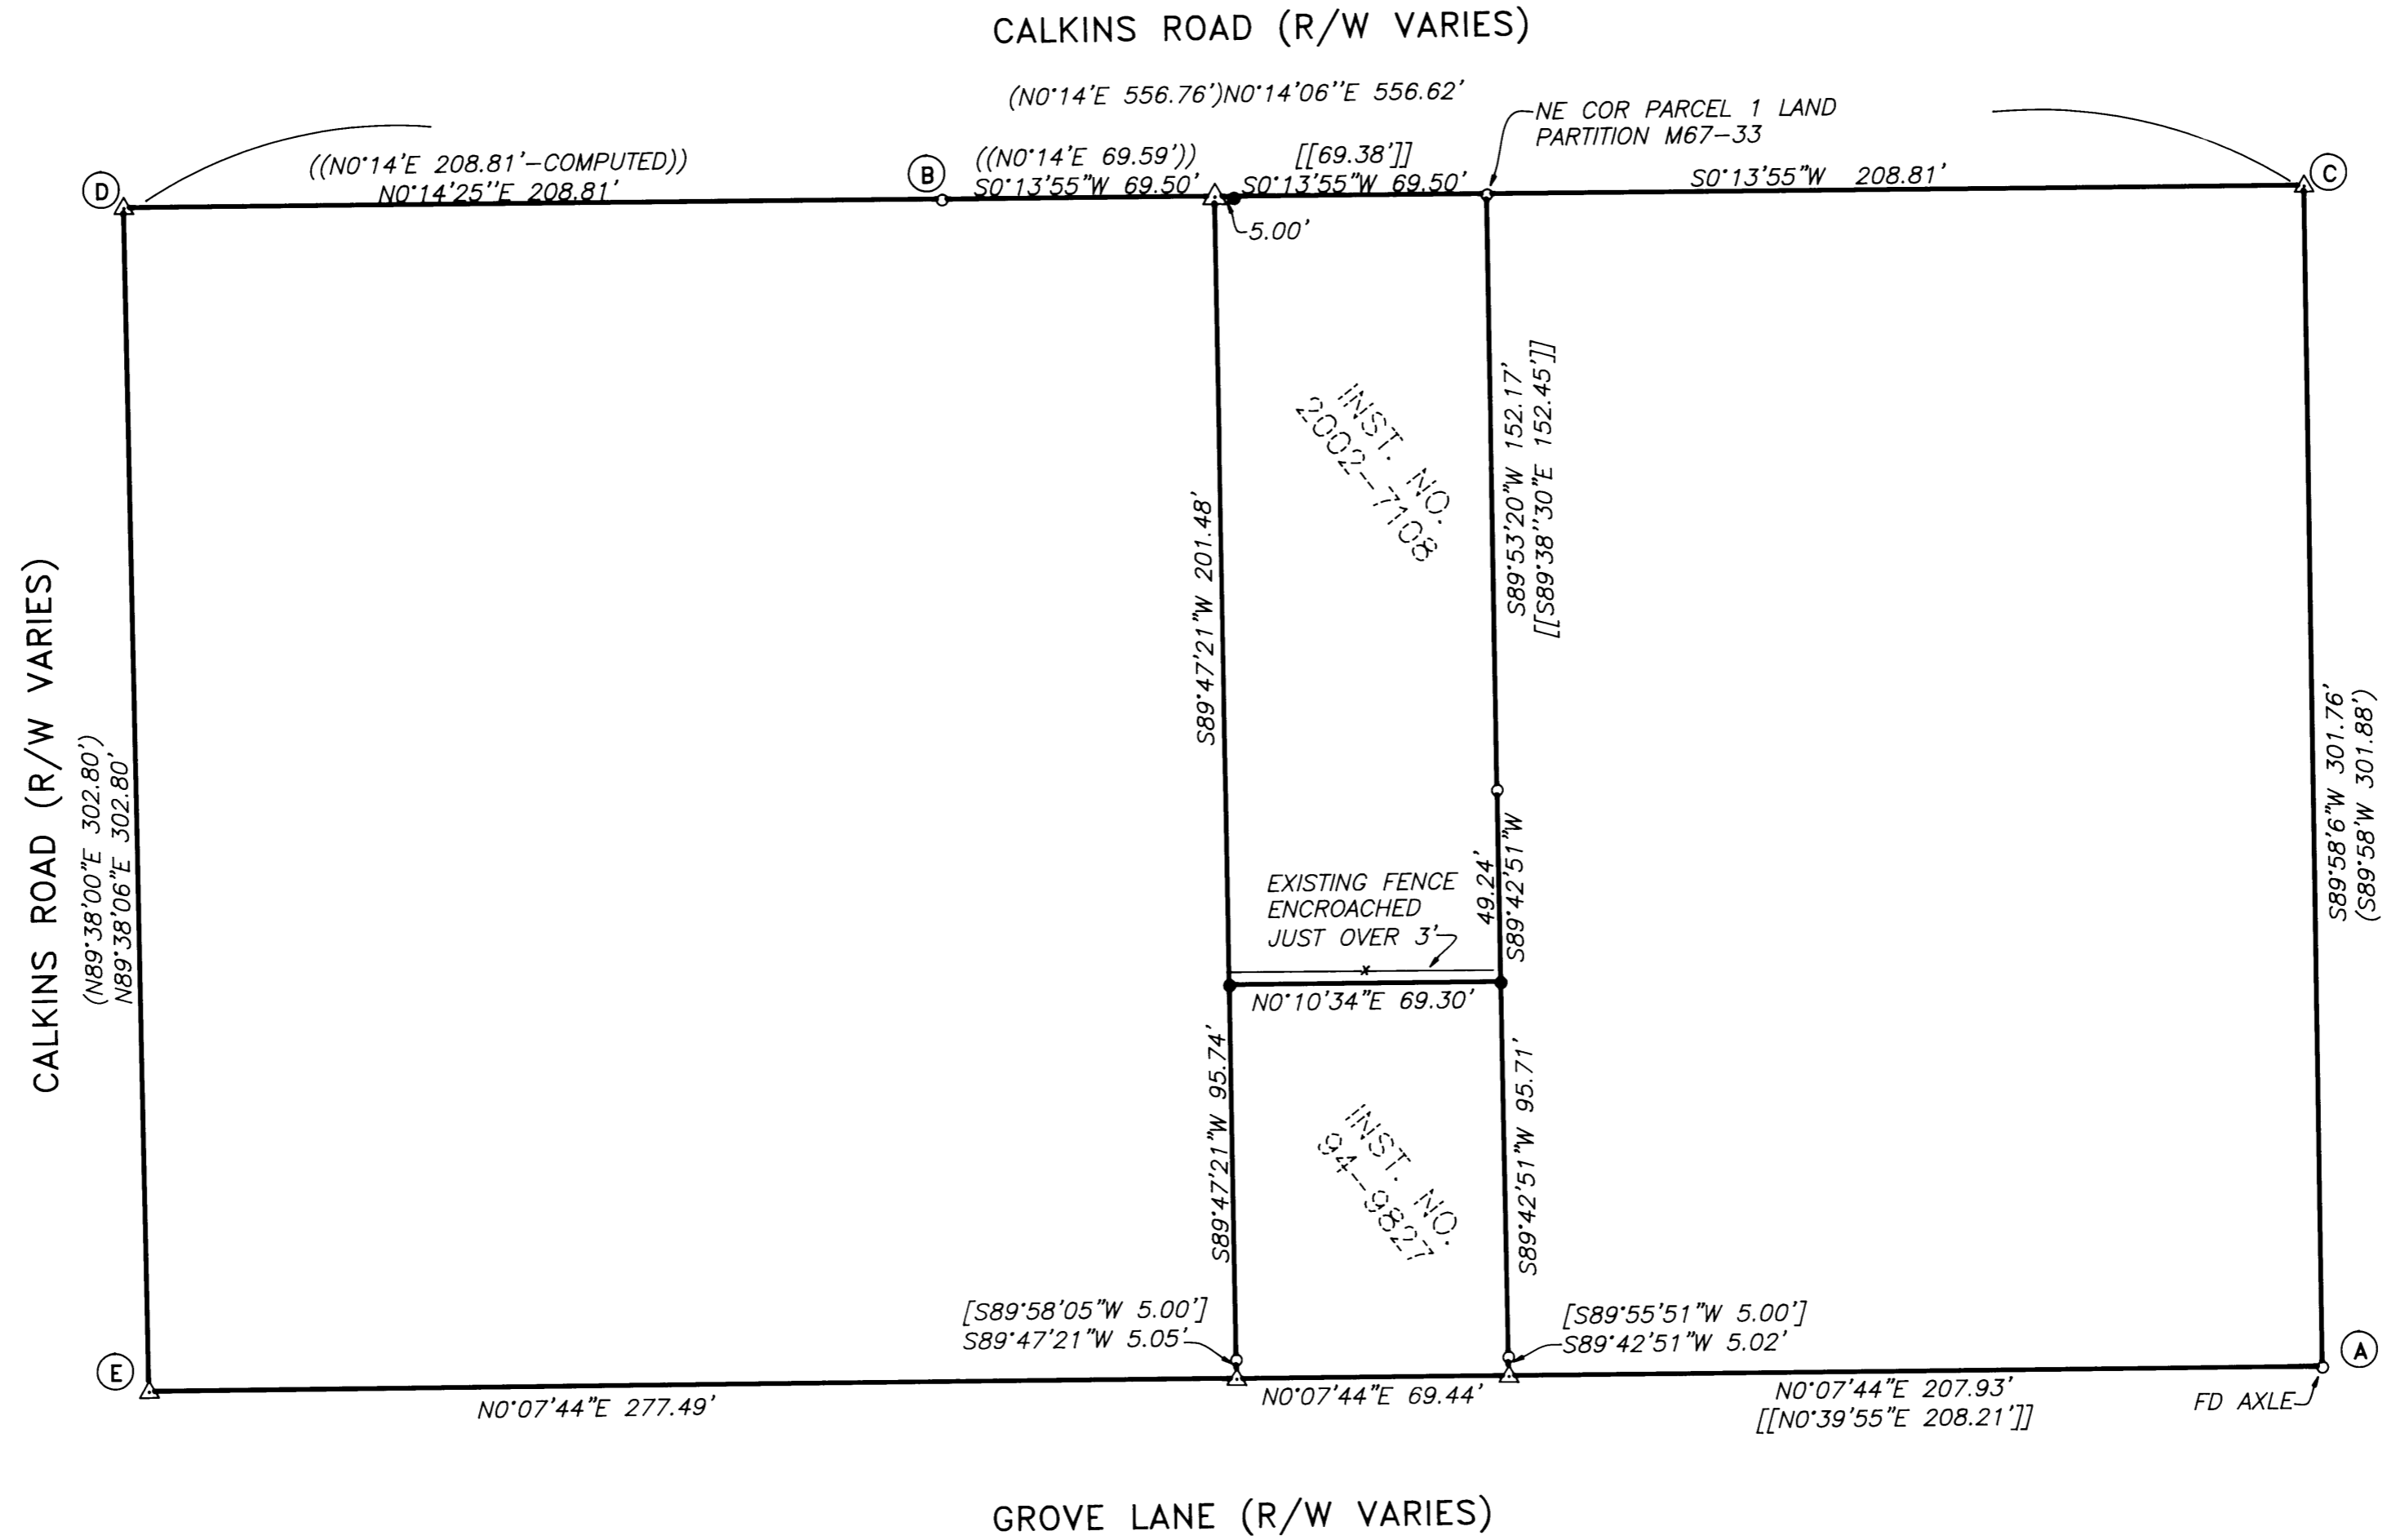 CALKINS ROAD (R/W VARIES)
(N0°14'E 556.76')N0°14'06''E 556.62'
NE COR PARCEL 1 LAND
PARTITION M67-33
((N0°14'E 208.81'-COMPUTED))
N0°14'25''E 208.81'
((N0°14'E 69.59'))
S0°13'55"W 69.50'
[[69.38']]
S0°13'55"W 69.50'
S0°13'55"W 208.81'
D
B
C
5.00'
INST. NO.
2002-7108
S89°53'20"W 152.17'
[[S89°38''30"E 152.45']]
S89°47'21"W 201.48'
CALKINS ROAD (R/W VARIES)
(N89°38'00"E 302.80')
N89°38'06"E 302.80'
S89°58'6"W 301.76'
(S89°58'W 301.88')
EXISTING FENCE
ENCROACHED
JUST OVER 3'
49.24'
S89°42'51"W
N0°10'34"E 69.30'
S89°47'21"W 95.74'
S89°42'51"W 95.71'
INST. NO.
94-9827
[S89°58'05"W 5.00']
S89°47'21"W 5.05'
[S89°55'51"W 5.00']
S89°42'51"W 5.02'
E
A
N0°07'44"E 277.49'
N0°07'44"E 69.44'
N0°07'44"E 207.93'
[[N0°39'55"E 208.21']]
FD AXLE
GROVE LANE (R/W VARIES)